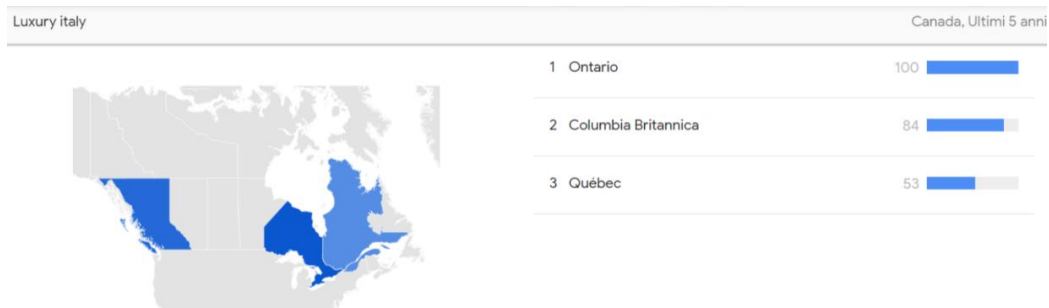 Luxury italy
Canada, Ultimi 5 anni
1 Ontario 100
2 Columbia Britannica 84
3 Québec 53